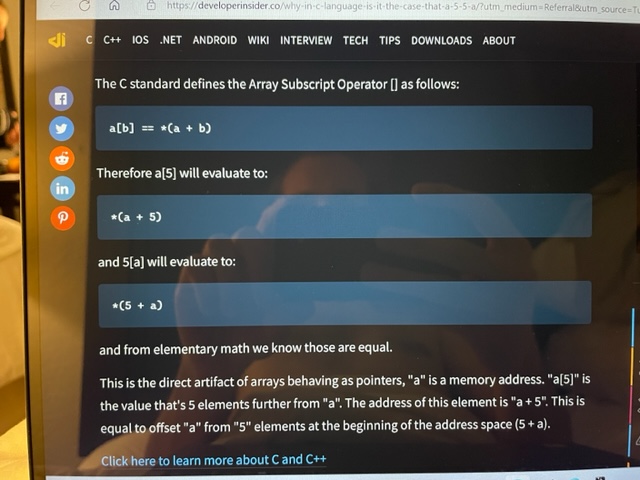 https://developerinsider.co/why-in-c-language-is-it-the-case-that-a-5-5-a/?utm_medium=Referral&utm_source=Tu
C C++ IOS .NET ANDROID WIKI INTERVIEW TECH TIPS DOWNLOADS ABOUT
The C standard defines the Array Subscript Operator [] as follows:
a[b] == *(a + b)
Therefore a[5] will evaluate to:
*(a + 5)
and 5[a] will evaluate to:
*(5 + a)
and from elementary math we know those are equal.
This is the direct artifact of arrays behaving as pointers, "a" is a memory address. "a[5]" is
the value that's 5 elements further from "a". The address of this element is "a + 5". This is
equal to offset "a" from "5" elements at the beginning of the address space (5 + a).
Click here to learn more about C and C++